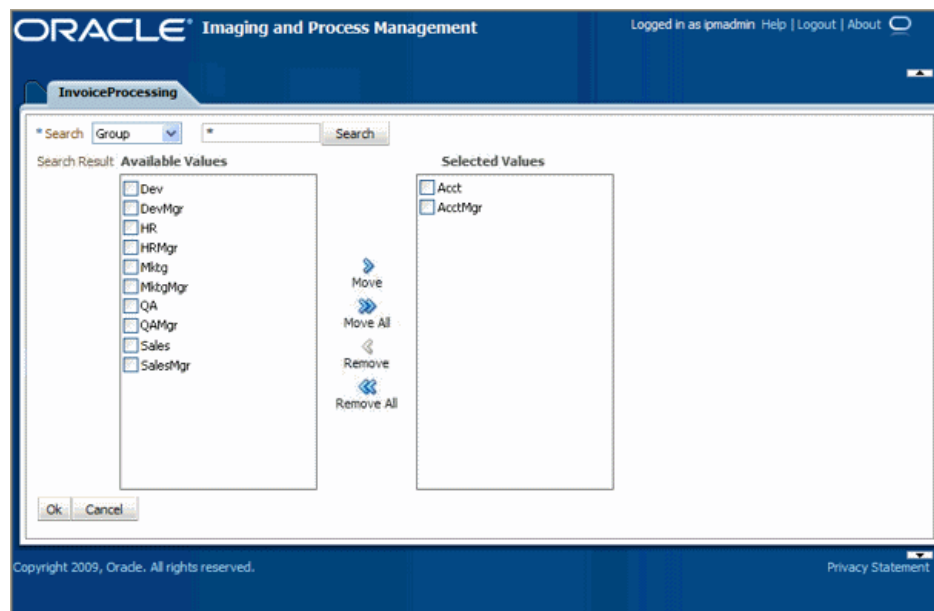 ORACLE® Imaging and Process Management
Logged in as ipmadmin Help | Logout | About
InvoiceProcessing
* Search Group * Search
Search Result Available Values Selected Values
Dev
DevMgr
HR
HRMgr
Mktg
MktgMgr
QA
QAMgr
Sales
SalesMgr
Move
Move All
Remove
Remove All
Acct
AcctMgr
Ok Cancel
Copyright 2009, Oracle. All rights reserved.
Privacy Statement